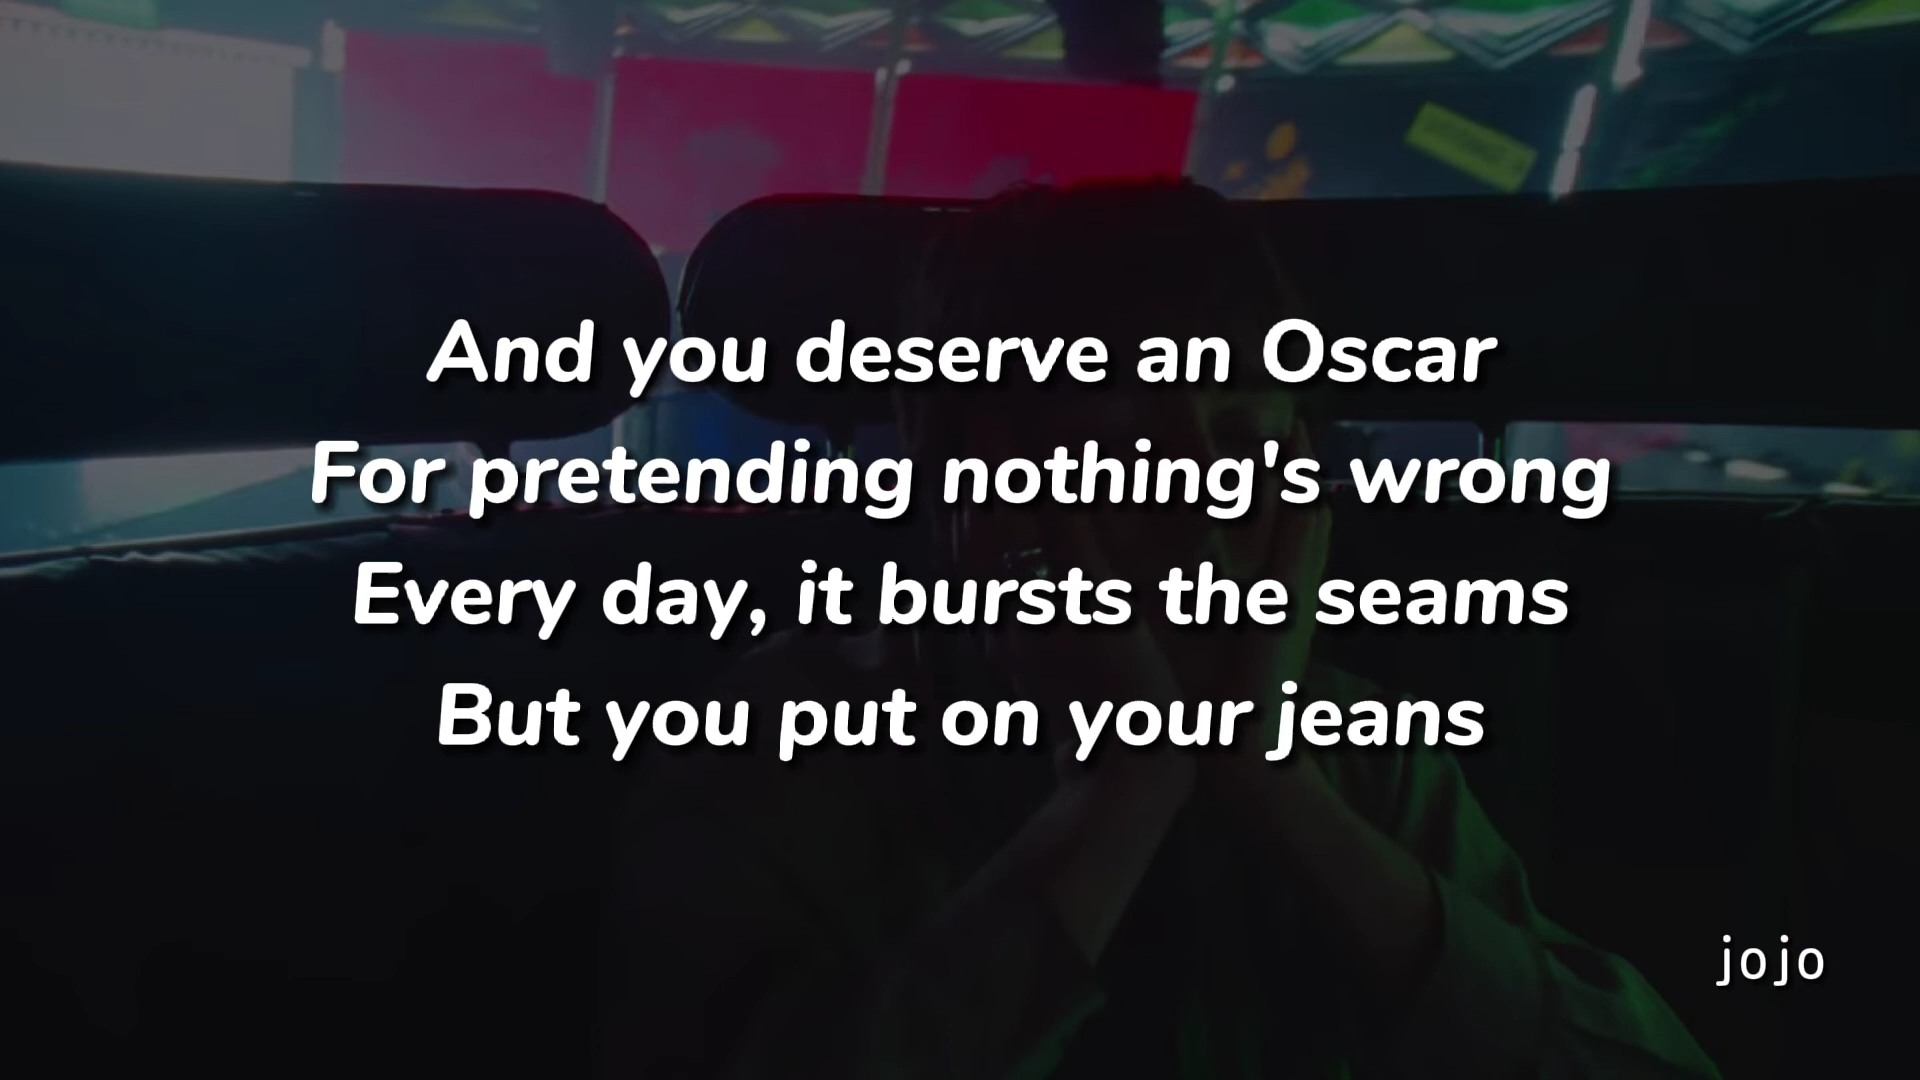 And you deserve an Oscar
For pretending nothing's wrong
Every day, it bursts the seams
But you put on your jeans
jojo